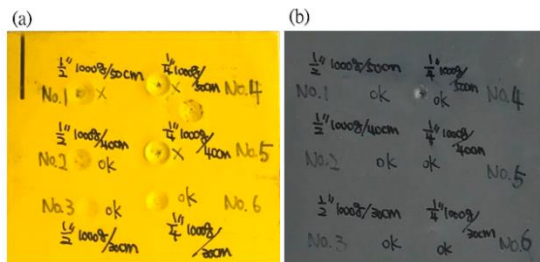 (a)
1/2" 1000g/50cm
No.1 X
1/4" 1000g/50cm
X No.4
1/2" 1000g/40cm
No.2 ok
1/4" 1000g/40cm
X No.5
No.3 ok
1/2" 1000g/30cm
ok No.6
1/4" 1000g/30cm
(b)
1/2" 1000g/50cm
No.1 ok
1/4" 1000g/50cm
ok No.4
1/2" 1000g/40cm
No.2 ok
1/4" 1000g/40cm
ok No.5
1/2" 1000g/30cm
No.3 ok
1/4" 1000g/30cm
ok No.6